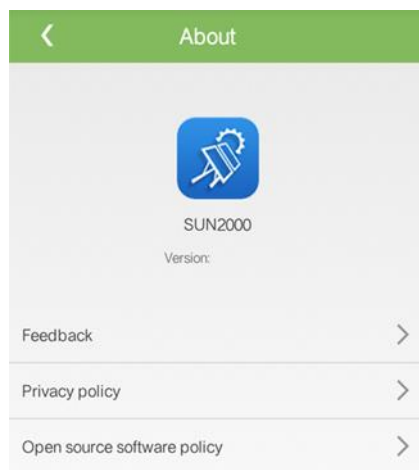 About
SUN2000
Version:
Feedback
Privacy policy
Open source software policy